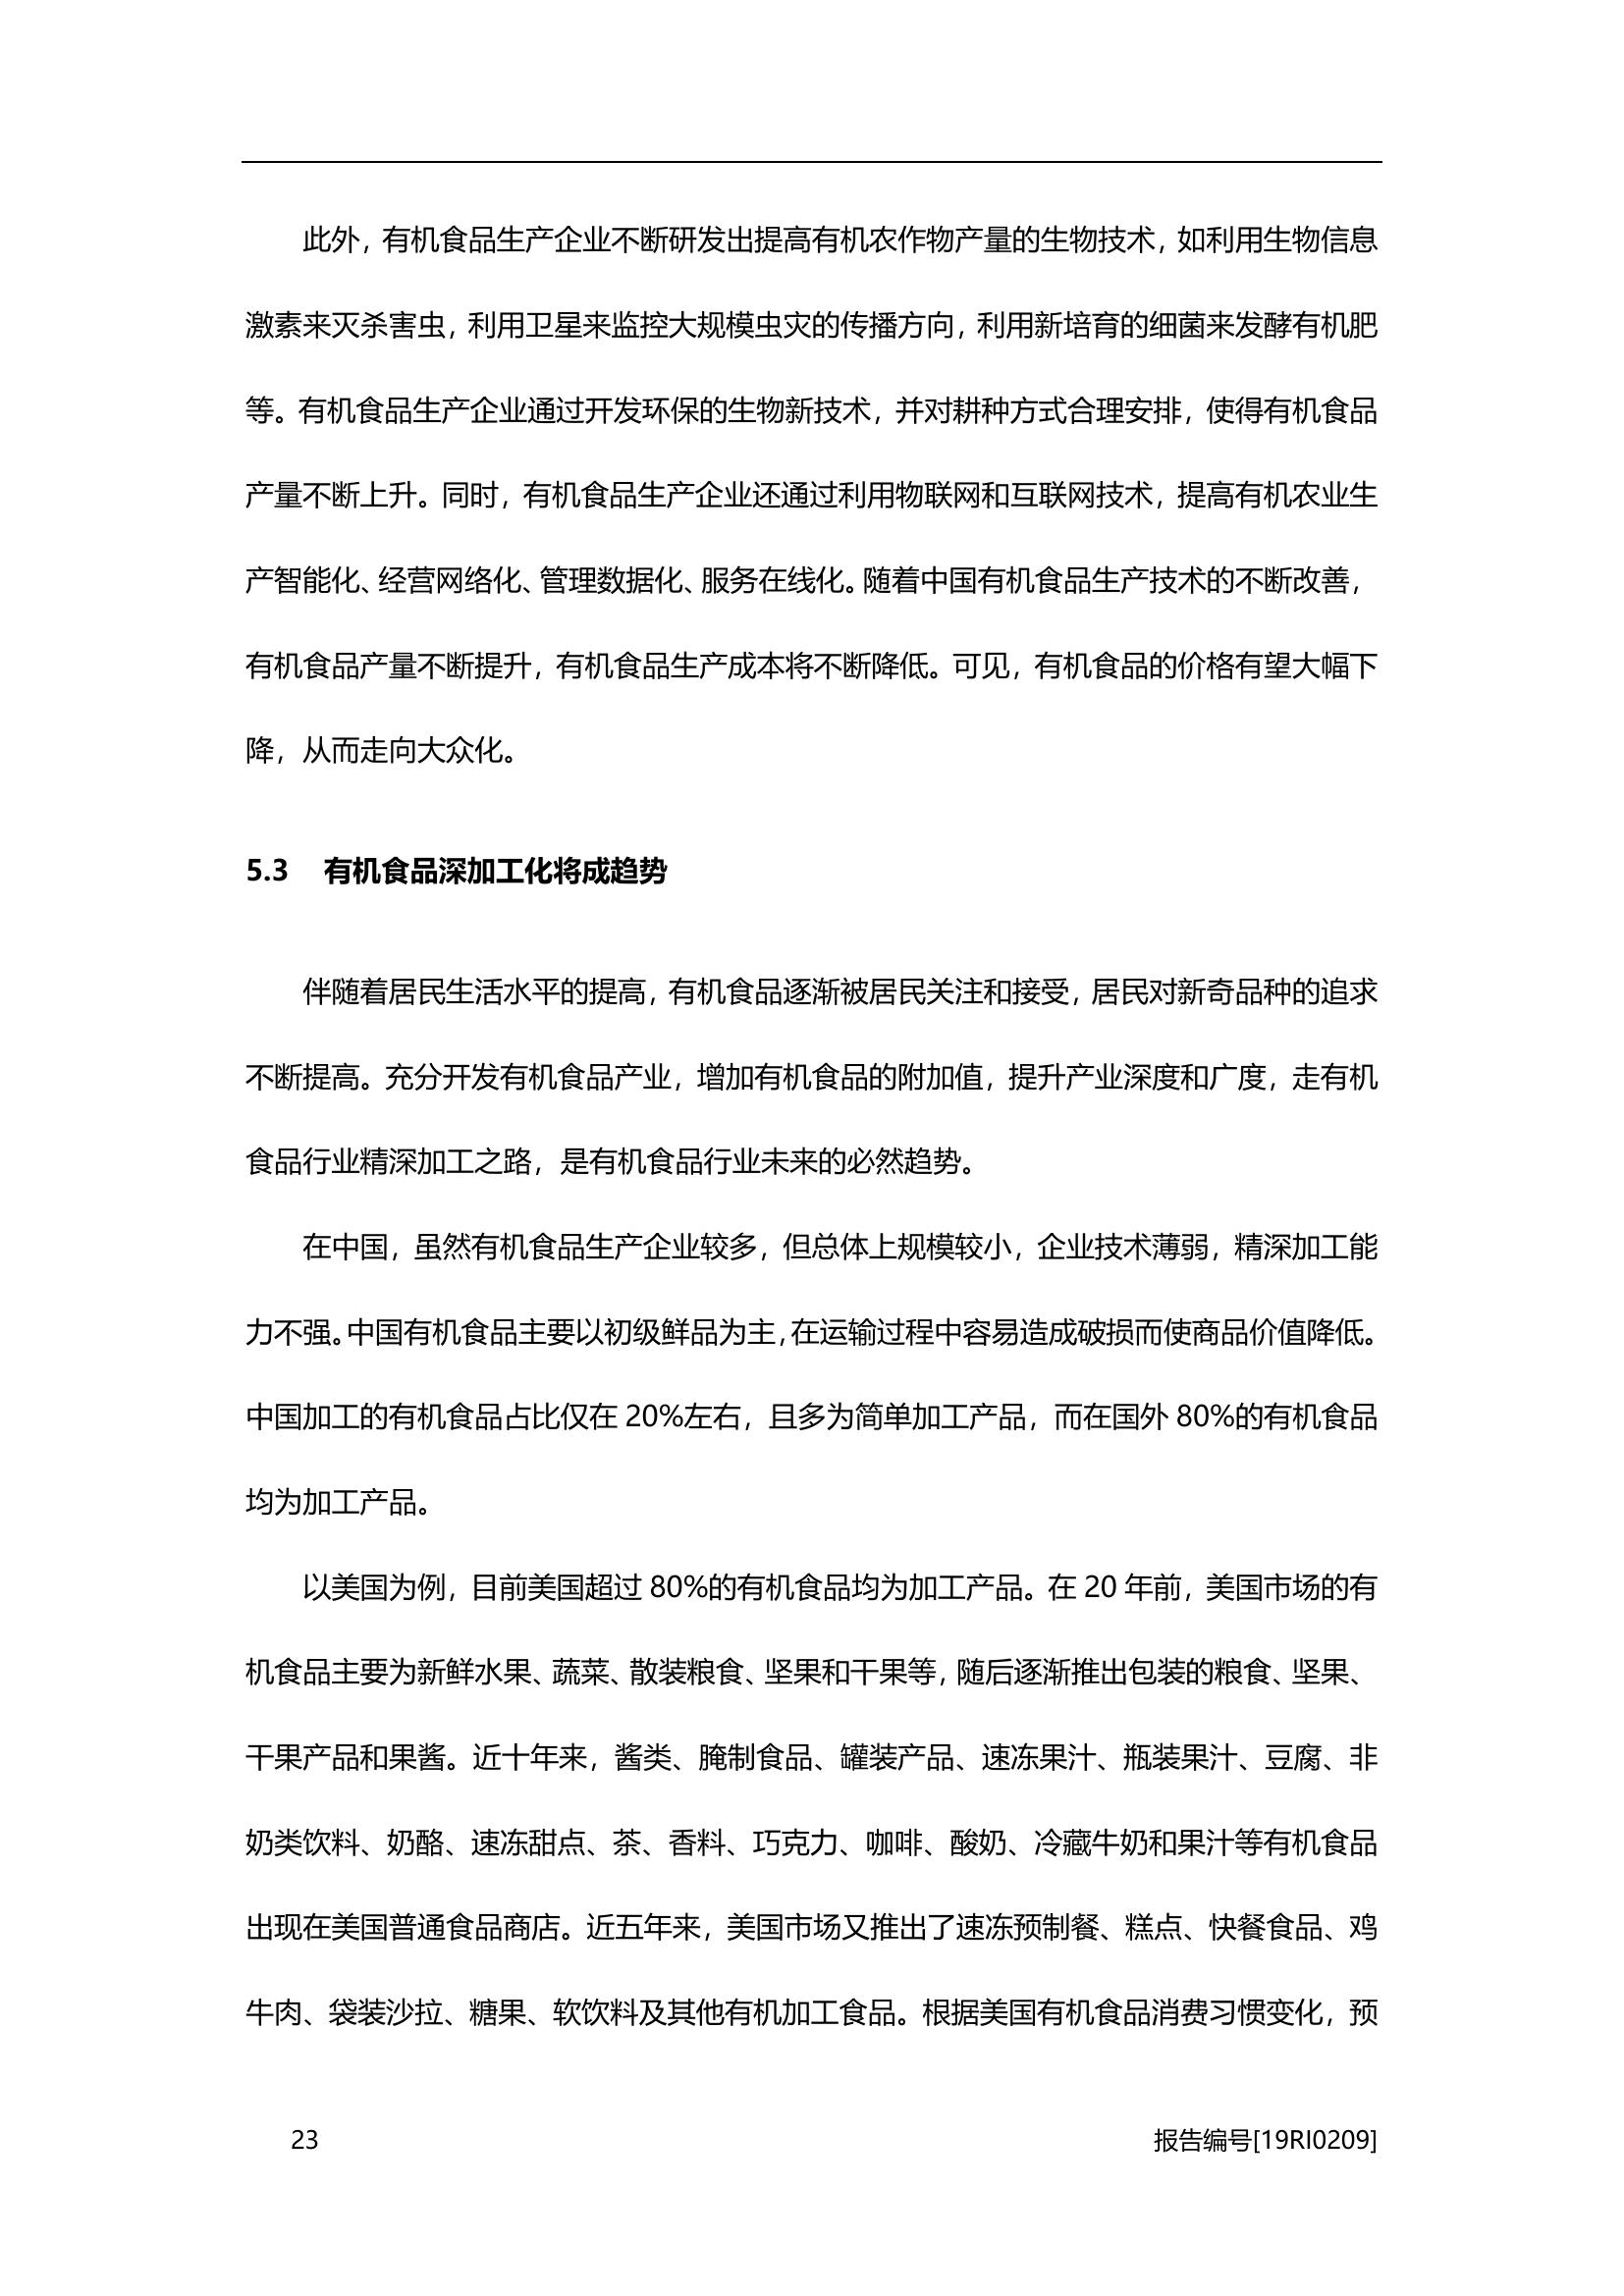 此外，有机食品生产企业不断研发出提高有机农作物产量的生物技术，如利用生物信息
激素来灭杀害虫，利用卫星来监控大规模虫灾的传播方向，利用新培育的细菌来发酵有机肥
等。有机食品生产企业通过开发环保的生物新技术，并对耕种方式合理安排，使得有机食品
产量不断上升。同时，有机食品生产企业还通过利用物联网和互联网技术，提高有机农业生
产智能化、经营网络化、管理数据化、服务在线化。随着中国有机食品生产技术的不断改善，
有机食品产量不断提升，有机食品生产成本将不断降低。可见，有机食品的价格有望大幅下
降，从而走向大众化。
5.3 有机食品深加工化将成趋势
伴随着居民生活水平的提高，有机食品逐渐被居民关注和接受，居民对新奇品种的追求
不断提高。充分开发有机食品产业，增加有机食品的附加值，提升产业深度和广度，走有机
食品行业精深加工之路，是有机食品行业未来的必然趋势。
在中国，虽然有机食品生产企业较多，但总体上规模较小，企业技术薄弱，精深加工能
力不强。中国有机食品主要以初级鲜品为主，在运输过程中容易造成破损而使商品价值降低。
中国加工的有机食品占比仅在 20%左右，且多为简单加工产品，而在国外 80%的有机食品
均为加工产品。
以美国为例，目前美国超过 80%的有机食品均为加工产品。在 20 年前，美国市场的有
机食品主要为新鲜水果、蔬菜、散装粮食、坚果和干果等，随后逐渐推出包装的粮食、坚果、
干果产品和果酱。近十年来，酱类、腌制食品、罐装产品、速冻果汁、瓶装果汁、豆腐、非
奶类饮料、奶酪、速冻甜点、茶、香料、巧克力、咖啡、酸奶、冷藏牛奶和果汁等有机食品
出现在美国普通食品商店。近五年来，美国市场又推出了速冻预制餐、糕点、快餐食品、鸡
牛肉、袋装沙拉、糖果、软饮料及其他有机加工食品。根据美国有机食品消费习惯变化，预
23 报告编号[19RI0209]